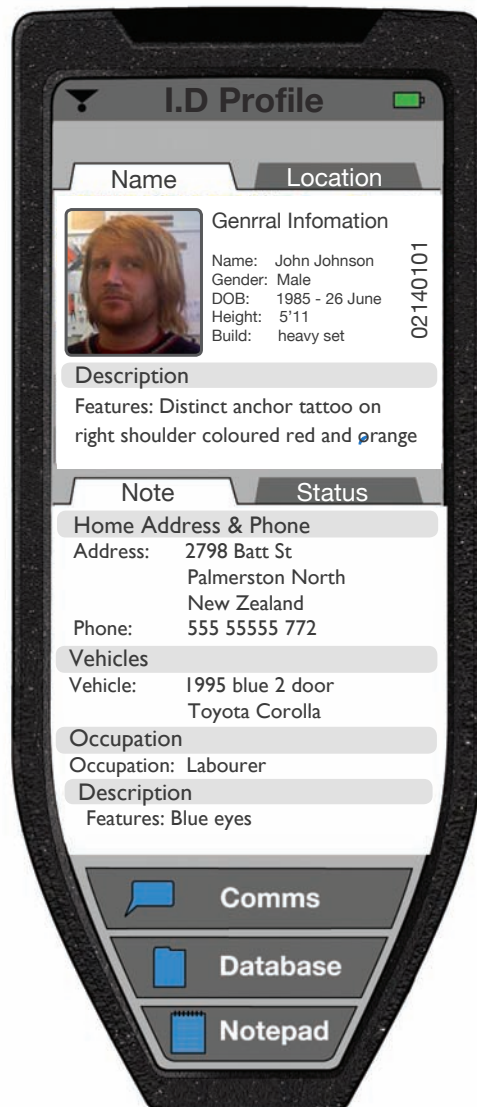 I.D Profile
Name
Location
Genrral Infomation
Name: John Johnson
Gender: Male
DOB: 1985 - 26 June
Height: 5'11
Build: heavy set
02140101
Description
Features: Distinct anchor tattoo on
right shoulder coloured red and orange
Note
Status
Home Address & Phone
Address: 2798 Batt St
Palmerston North
New Zealand
Phone: 555 55555 772
Vehicles
Vehicle: 1995 blue 2 door
Toyota Corolla
Occupation
Occupation: Labourer
Description
Features: Blue eyes
Comms
Database
Notepad